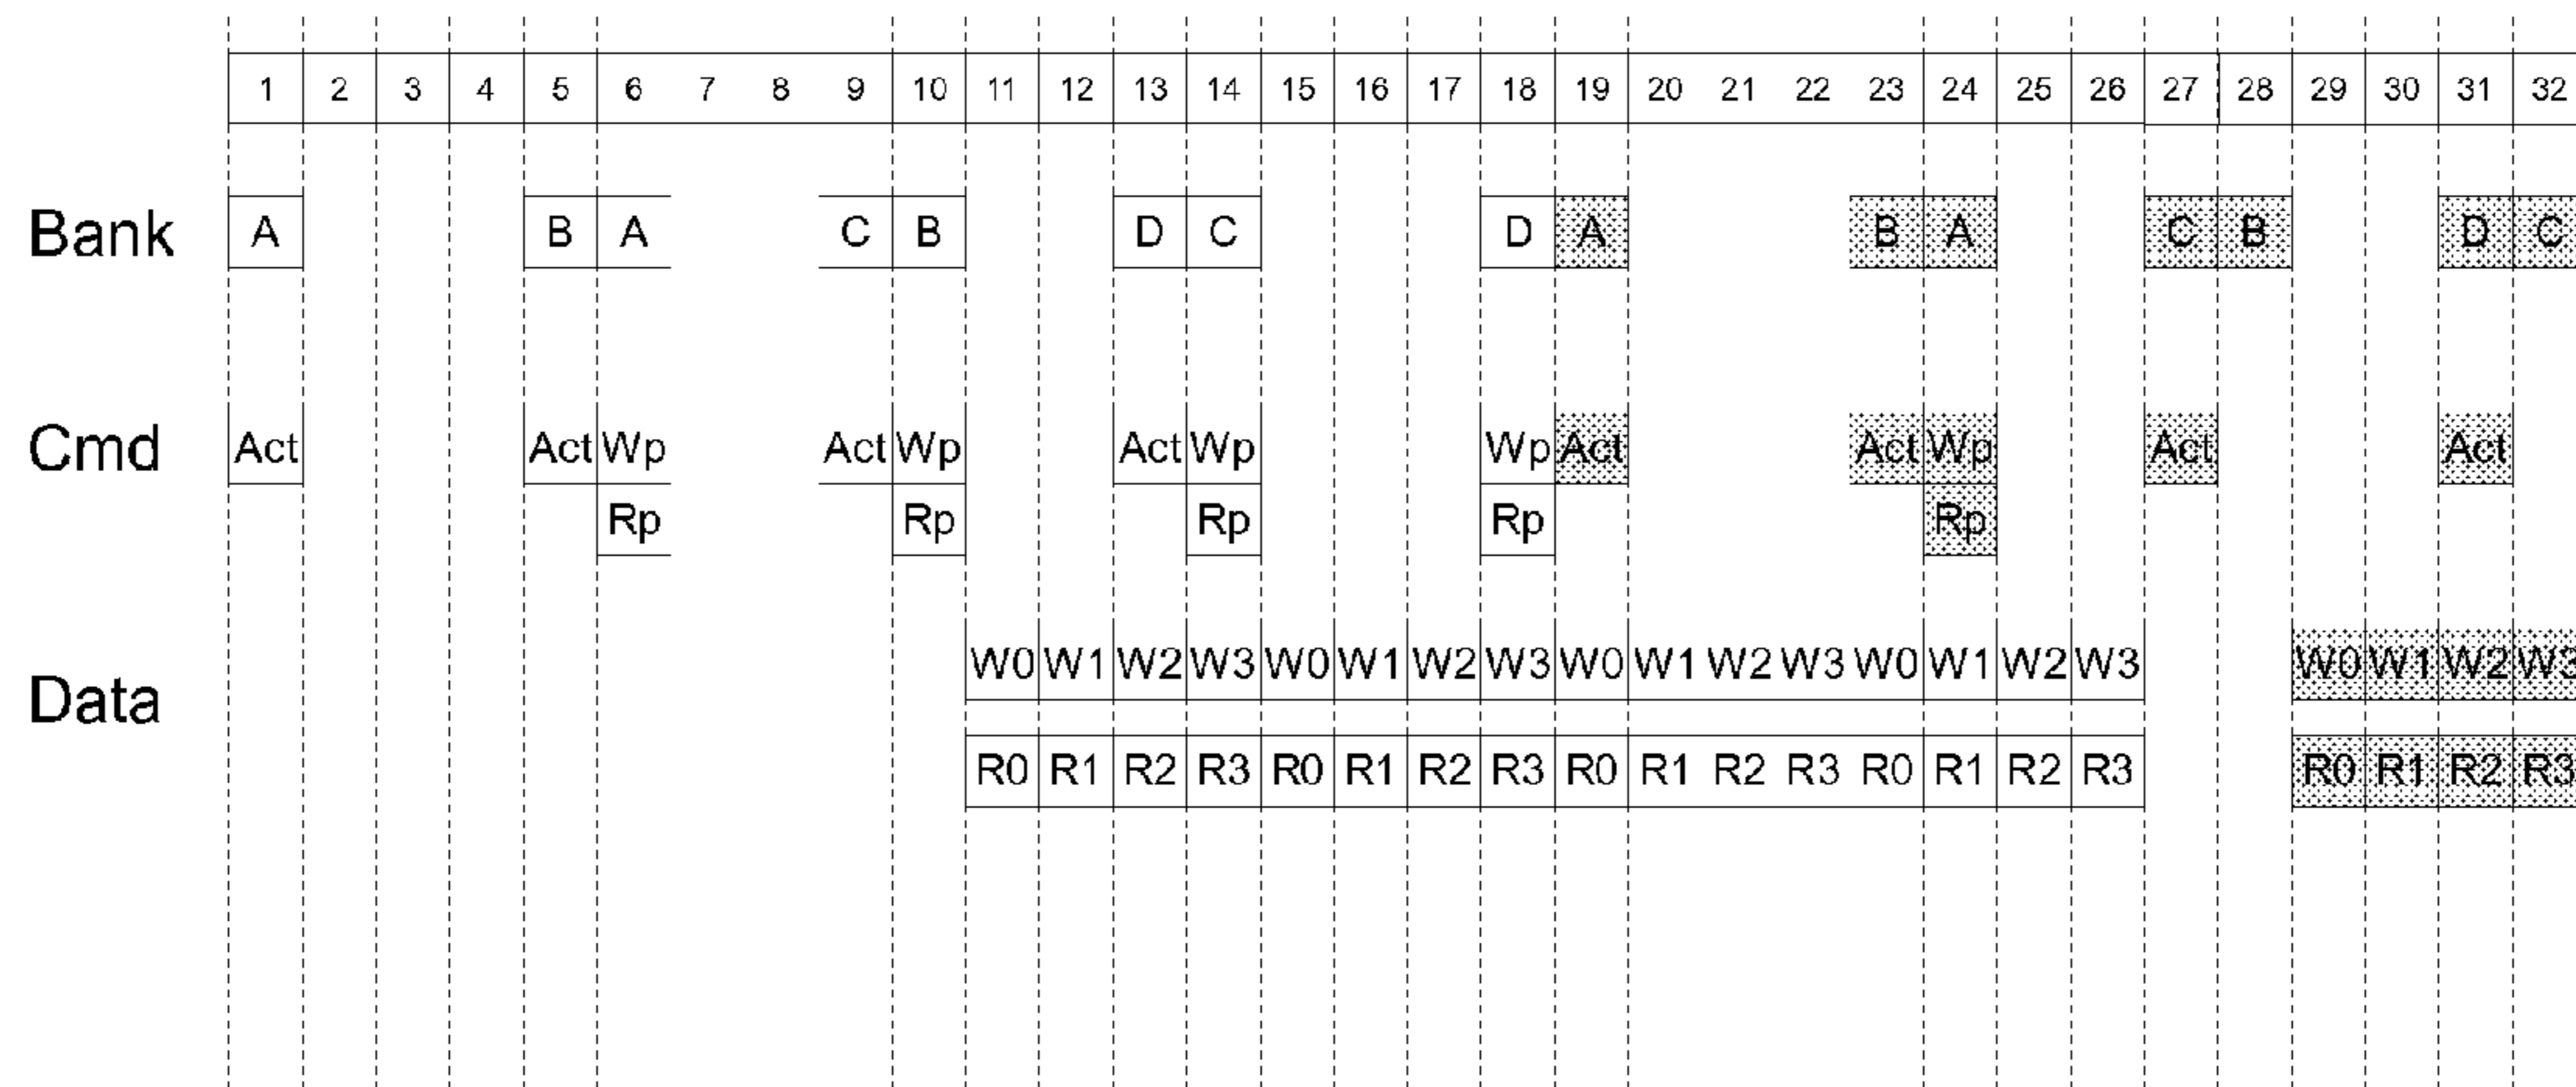 1 2 3 4 5 6 7 8 9 10 11 12 13 14 15 16 17 18 19 20 21 22 23 24 25 26 27 28 29 30 31 32
Bank A B A C B D C D A B A C B D C
Cmd Act Act Wp Act Wp Act Wp Wp Act Act Wp Act Act
Rp Rp Rp Rp Rp
Data
W0 W1 W2 W3 W0 W1 W2 W3 W0 W1 W2 W3 W0 W1 W2 W3 W0 W1 W2 W3
R0 R1 R2 R3 R0 R1 R2 R3 R0 R1 R2 R3 R0 R1 R2 R3 R0 R1 R2 R3